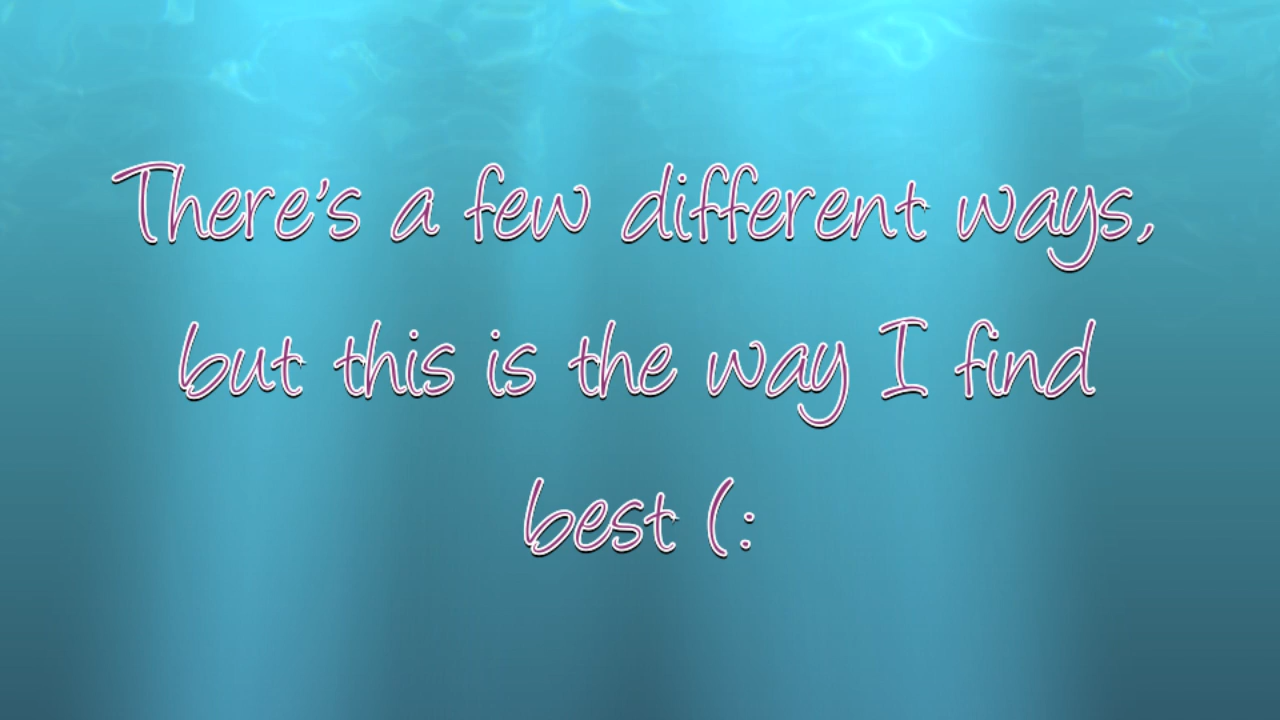 There's a few different ways,
but this is the way I find
best (: